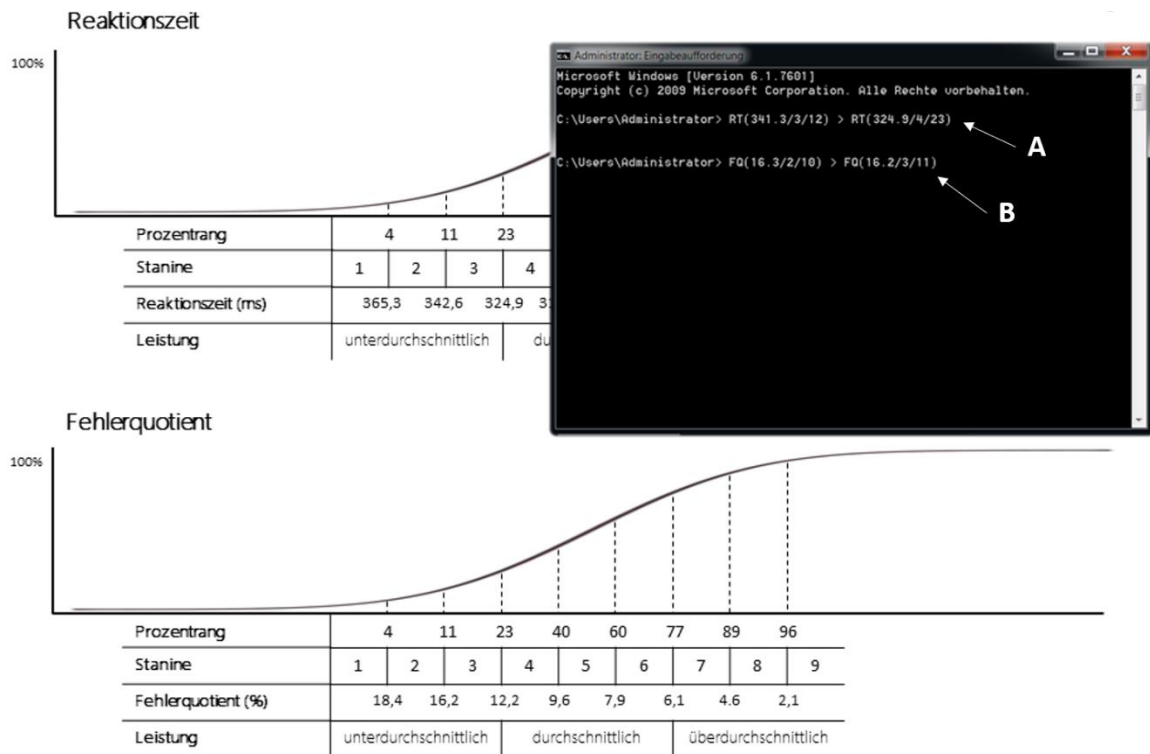 Reaktionszeit
100%
Administrator: Eingabeaufforderung
Microsoft Windows [Version 6.1.7601]
Copyright (c) 2009 Microsoft Corporation. Alle Rechte vorbehalten.
C:\Users\Administrator> RT(341.3/3/12) > RT(324.9/4/23)
A
C:\Users\Administrator> FQ(16.3/2/10) > FQ(16.2/3/11)
B
Prozentrang 4 11 23
Stanine 1 2 3 4
Reaktionszeit (ms) 365,3 342,6 324,9
Leistung unterdurchschnittlich
Fehlerquotient
100%
Prozentrang 4 11 23 40 60 77 89 96
Stanine 1 2 3 4 5 6 7 8 9
Fehlerquotient (%) 18,4 16,2 12,2 9,6 7,9 6,1 4.6 2,1
Leistung unterdurchschnittlich durchschnittlich überdurchschnittlich